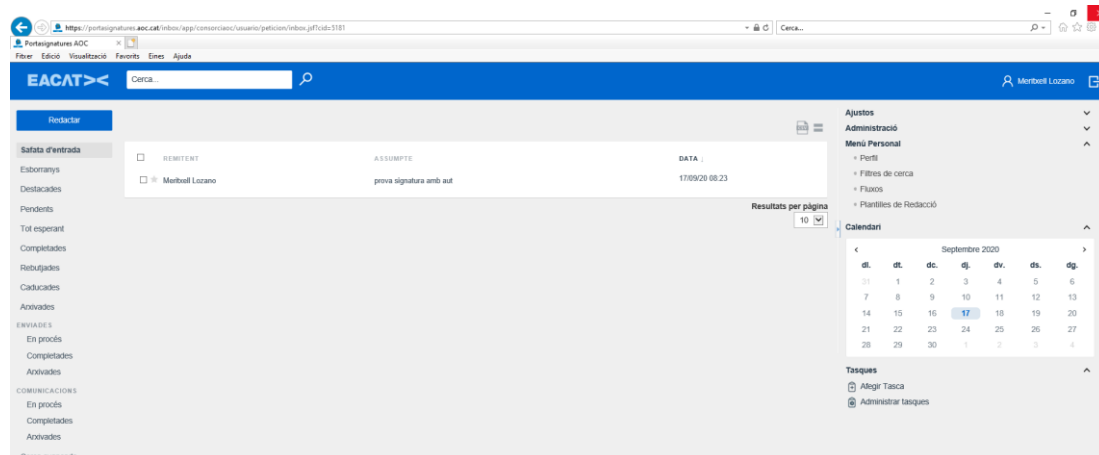 https://portasignatures.aoc.cat/inbox/app/consorciaoc/usuario/peticion/inbox.jsf?cid=5181
Cerca...
Portasignatures AOC
Fitxer Edició Visualització Favorits Eines Ajuda
EACAT
Cerca...
Meritxell Lozano
Redactar
Safata d'entrada
Esborranys
Destacades
Pendents
Tot esperant
Completades
Rebutjades
Caducades
Arxivades
ENVIADES
En procés
Completades
Arxivades
COMUNICACIONS
En procés
Completades
Arxivades
REMITENT ASSUMPTE DATA ↓
Meritxell Lozano prova signatura amb aut 17/09/20 08:23
Resultats per pàgina
10
Ajustos
Administració
Menú Personal
Perfil
Filtres de cerca
Fluxos
Plantilles de Redacció
Calendari
‹ Septembre 2020 ›
dl. dt. dc. dj. dv. ds. dg.
31 1 2 3 4 5 6
7 8 9 10 11 12 13
14 15 16 17 18 19 20
21 22 23 24 25 26 27
28 29 30 1 2 3 4
Tasques
Afegir Tasca
Administrar tasques